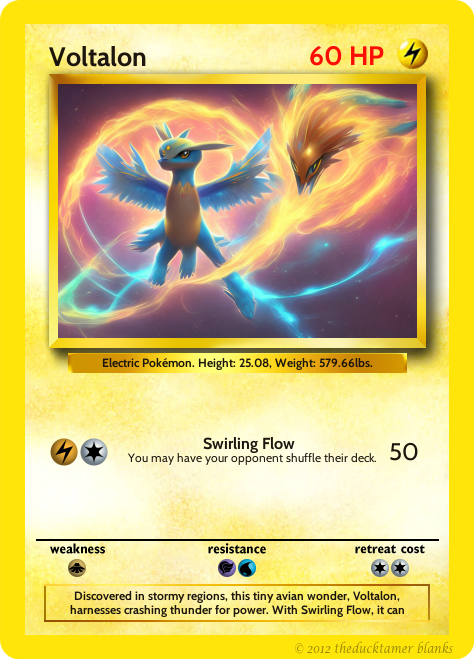 Voltalon 60 HP
Electric Pokémon. Height: 25.08, Weight: 579.66lbs.
Swirling Flow
You may have your opponent shuffle their deck. 50
weakness resistance retreat cost
Discovered in stormy regions, this tiny avian wonder, Voltalon,
harnesses crashing thunder for power. With Swirling Flow, it can
© 2012 theducktamer blanks